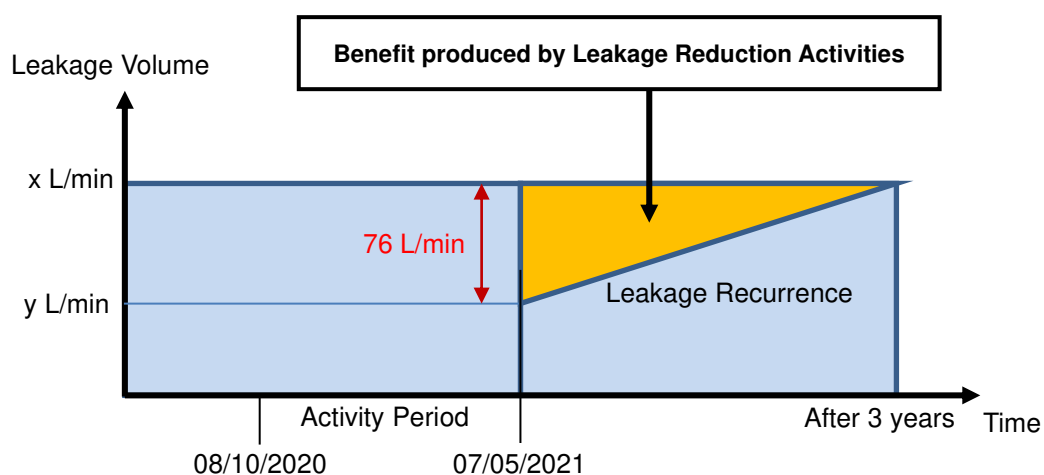 Benefit produced by Leakage Reduction Activities
Leakage Volume
x L/min
76 L/min
y L/min
Leakage Recurrence
Activity Period
After 3 years
Time
08/10/2020
07/05/2021